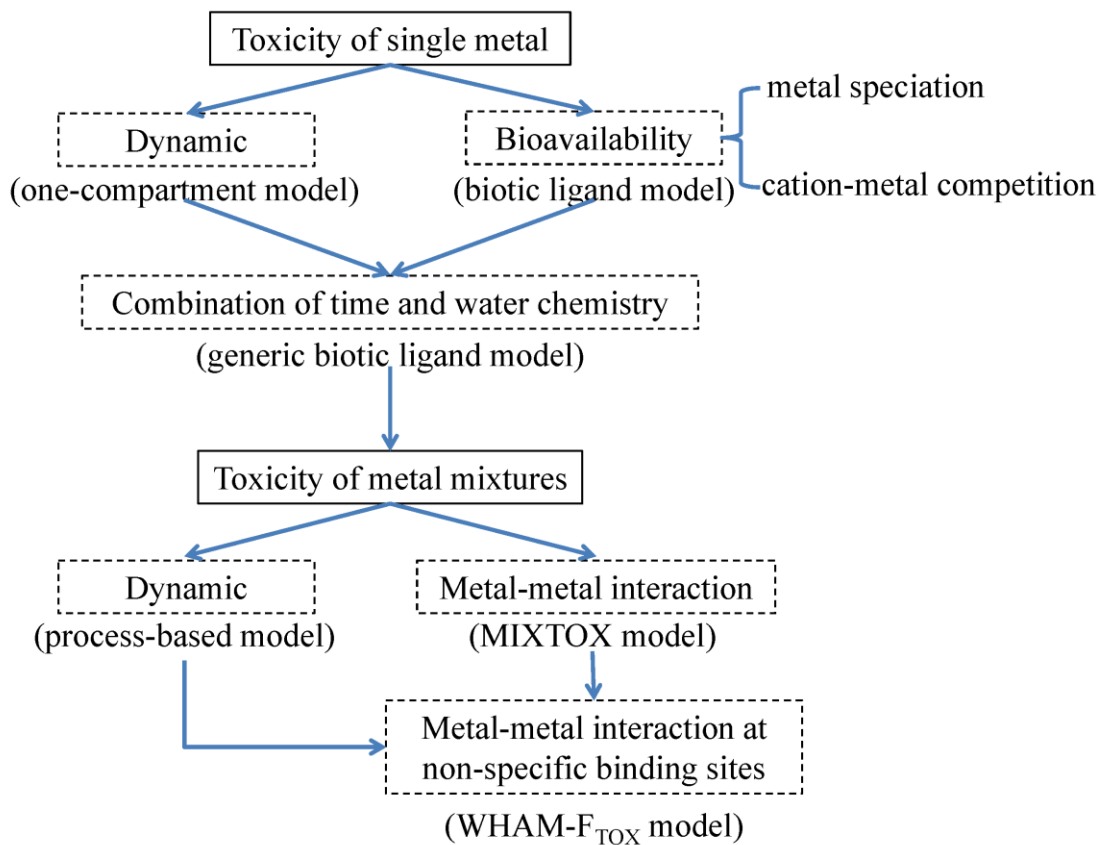 Toxicity of single metal
metal speciation
Dynamic
Bioavailability
(one-compartment model)
(biotic ligand model)
cation-metal competition
Combination of time and water chemistry
(generic biotic ligand model)
Toxicity of metal mixtures
Dynamic
Metal-metal interaction
(process-based model)
(MIXTOX model)
Metal-metal interaction at
non-specific binding sites
(WHAM-FTOX model)